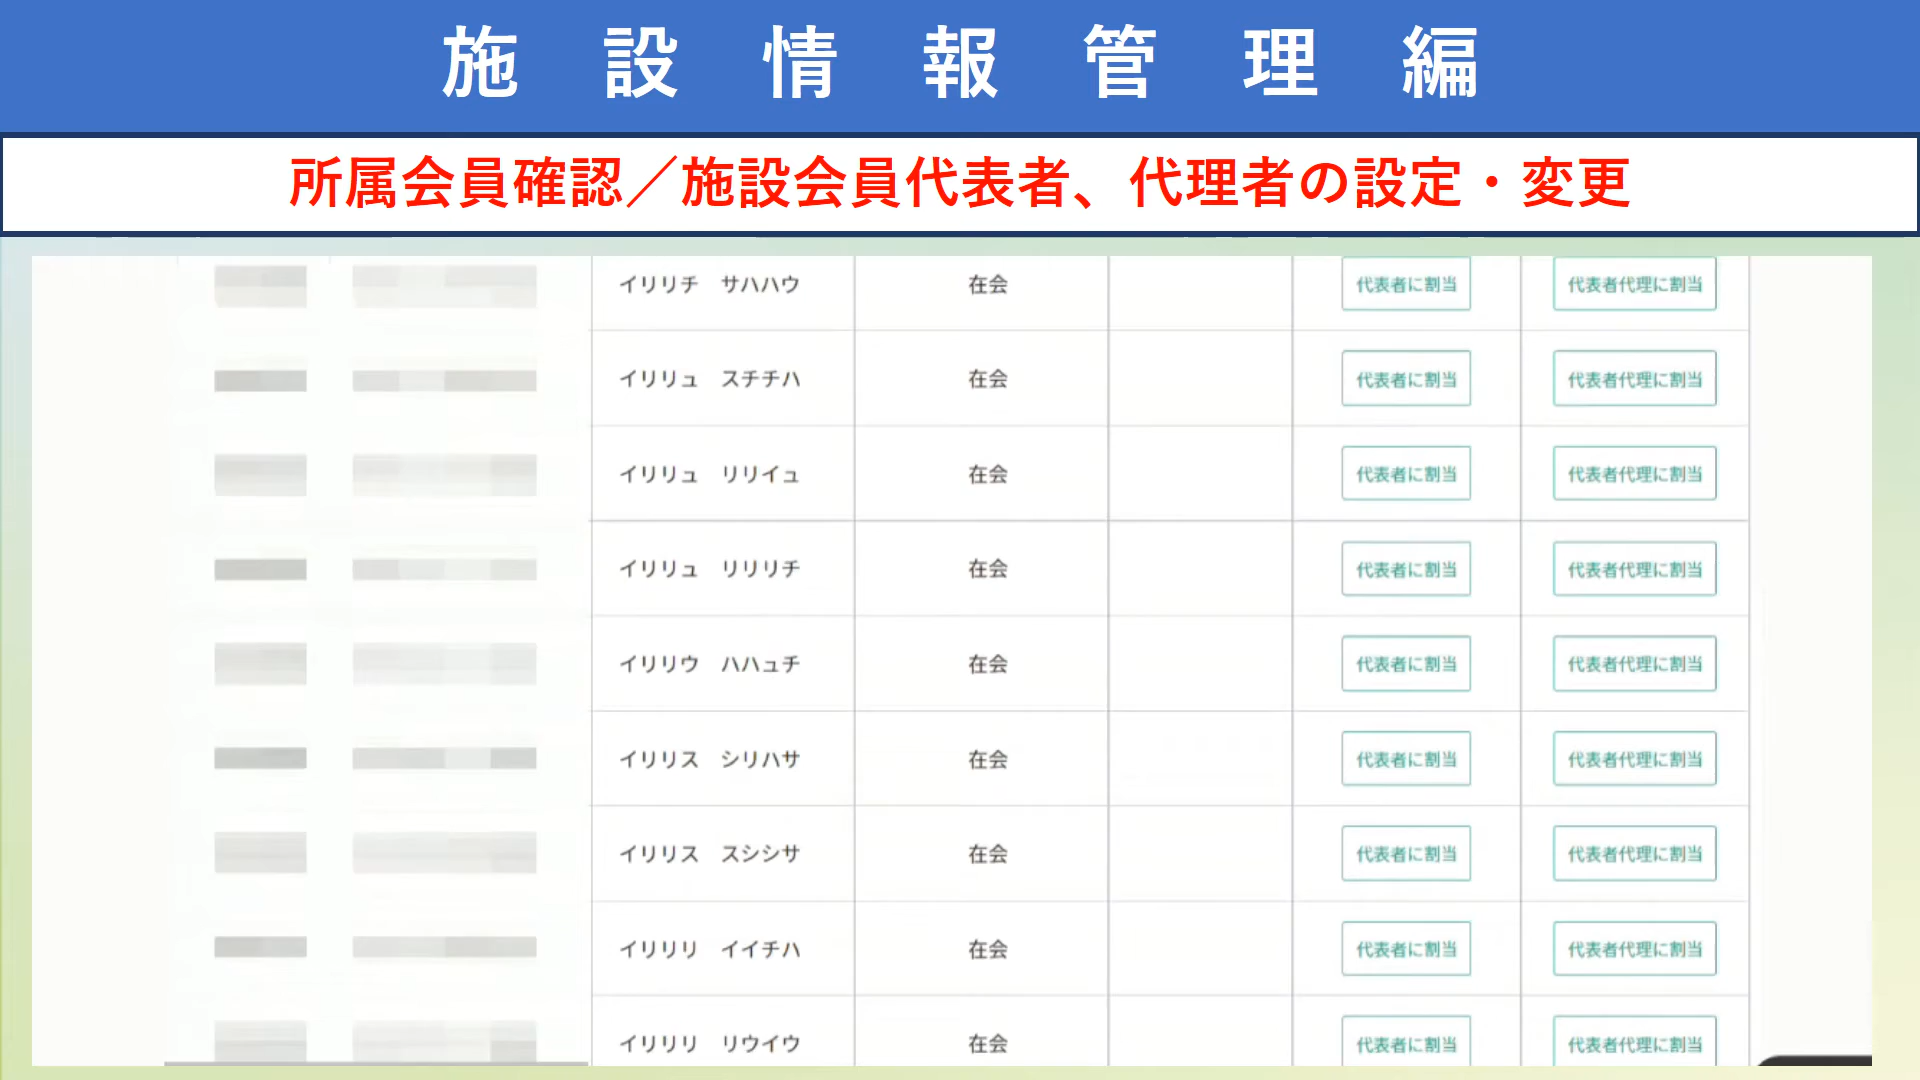 施設情報管理編
所属会員確認／施設会員代表者、代理者の設定・変更
イリリチ サハハウ 在会 代表者に割当 代表者代理に割当
イリリュ スチチハ 在会 代表者に割当 代表者代理に割当
イリリュ リリイュ 在会 代表者に割当 代表者代理に割当
イリリュ リリリチ 在会 代表者に割当 代表者代理に割当
イリリウ ハハュチ 在会 代表者に割当 代表者代理に割当
イリリス シリハサ 在会 代表者に割当 代表者代理に割当
イリリス スシシサ 在会 代表者に割当 代表者代理に割当
イリリリ イイチハ 在会 代表者に割当 代表者代理に割当
イリリリ リウイウ 在会 代表者に割当 代表者代理に割当